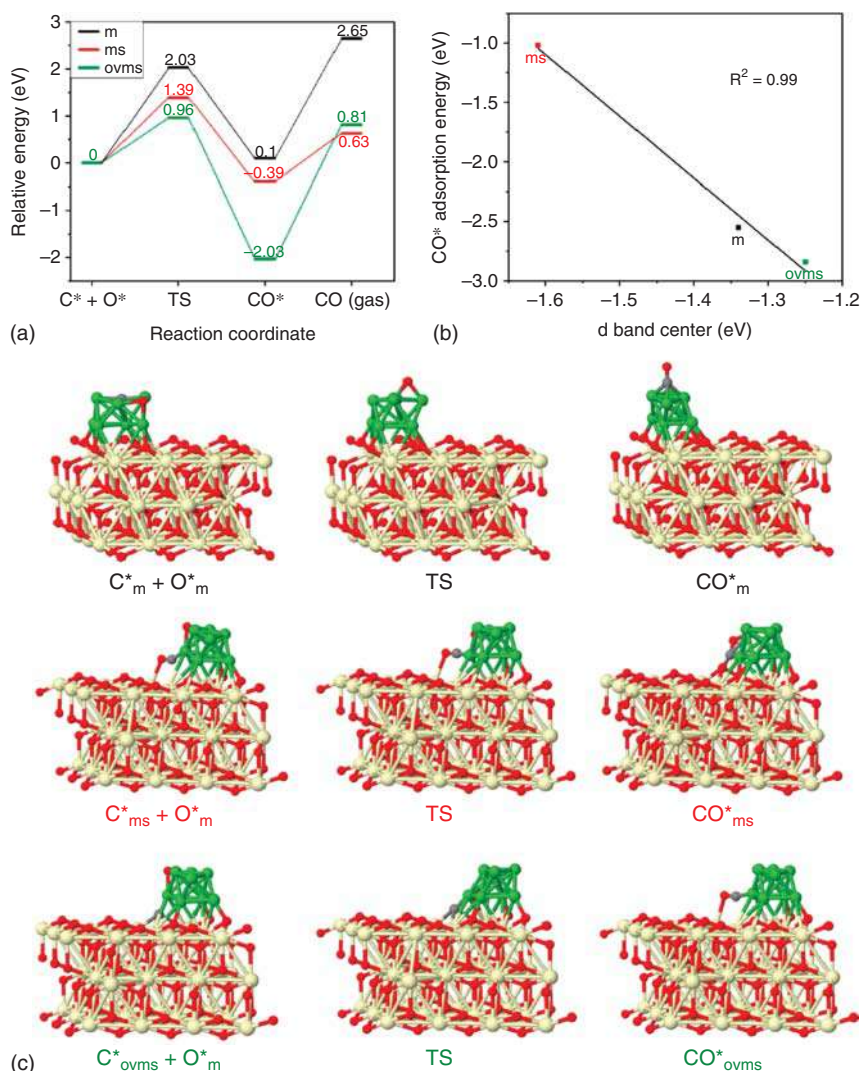 3
2
1
0
−1
−2
Relative energy (eV)
m
ms
ovms
0
2.03
1.39
0.96
0.1
−0.39
−2.03
2.65
0.81
0.63
C* + O*
TS
CO*
CO (gas)
Reaction coordinate
(a)
−1.0
−1.5
−2.0
−2.5
−3.0
CO* adsorption energy (eV)
ms
R² = 0.99
m
ovms
−1.6
−1.5
−1.4
−1.3
−1.2
d band center (eV)
(b)
C*m + O*m
TS
CO*m
C*ms + O*m
TS
CO*ms
C*ovms + O*m
TS
CO*ovms
(c)